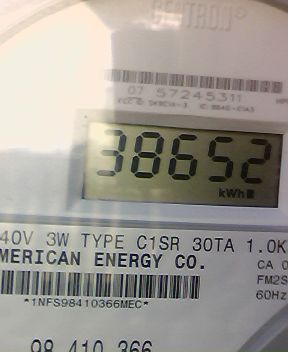 CENTRON®
07 57245311
38652
kWh
40V 3W TYPE C1SR 30TA 1.0K
MERICAN ENERGY CO.
CA 0
FM2S
60Hz
*1NFS98410366MEC*
98 410 366